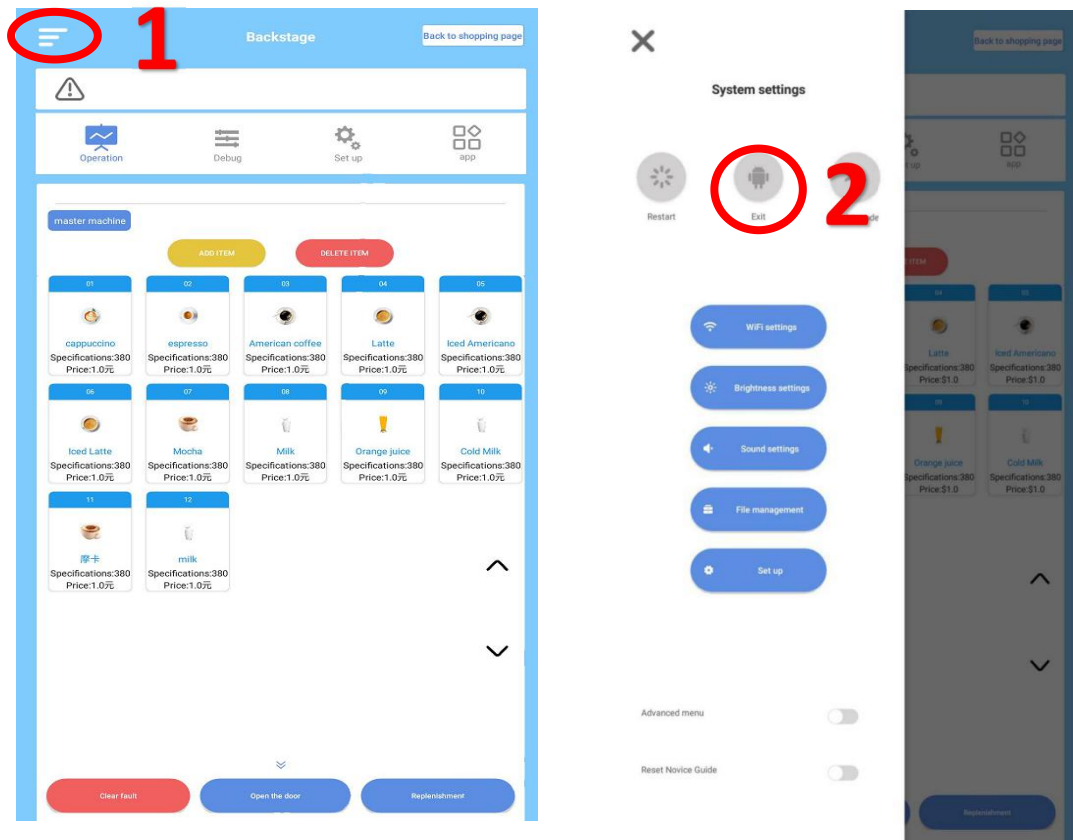 1
Backstage
Back to shopping page
Operation
Debug
Set up
app
master machine
ADD ITEM
DELETE ITEM
01
02
03
04
05
cappuccino
espresso
American coffee
Latte
Iced Americano
Specifications:380
Specifications:380
Specifications:380
Specifications:380
Specifications:380
Price:1.0元
Price:1.0元
Price:1.0元
Price:1.0元
Price:1.0元
06
07
08
09
10
Iced Latte
Mocha
Milk
Orange juice
Cold Milk
Specifications:380
Specifications:380
Specifications:380
Specifications:380
Specifications:380
Price:1.0元
Price:1.0元
Price:1.0元
Price:1.0元
Price:1.0元
11
12
摩卡
milk
Specifications:380
Specifications:380
Price:1.0元
Price:1.0元
Clear fault
Open the door
Replenishment
System settings
Restart
Exit
2
WiFi settings
Brightness settings
Sound settings
File management
Set up
Advanced menu
Reset Novice Guide
Back to shopping page
app
04
05
Latte
Iced Americano
Specifications:380
Specifications:380
Price:$1.0
Price:$1.0
09
10
Orange juice
Cold Milk
Specifications:380
Specifications:380
Price:$1.0
Price:$1.0
Replenishment